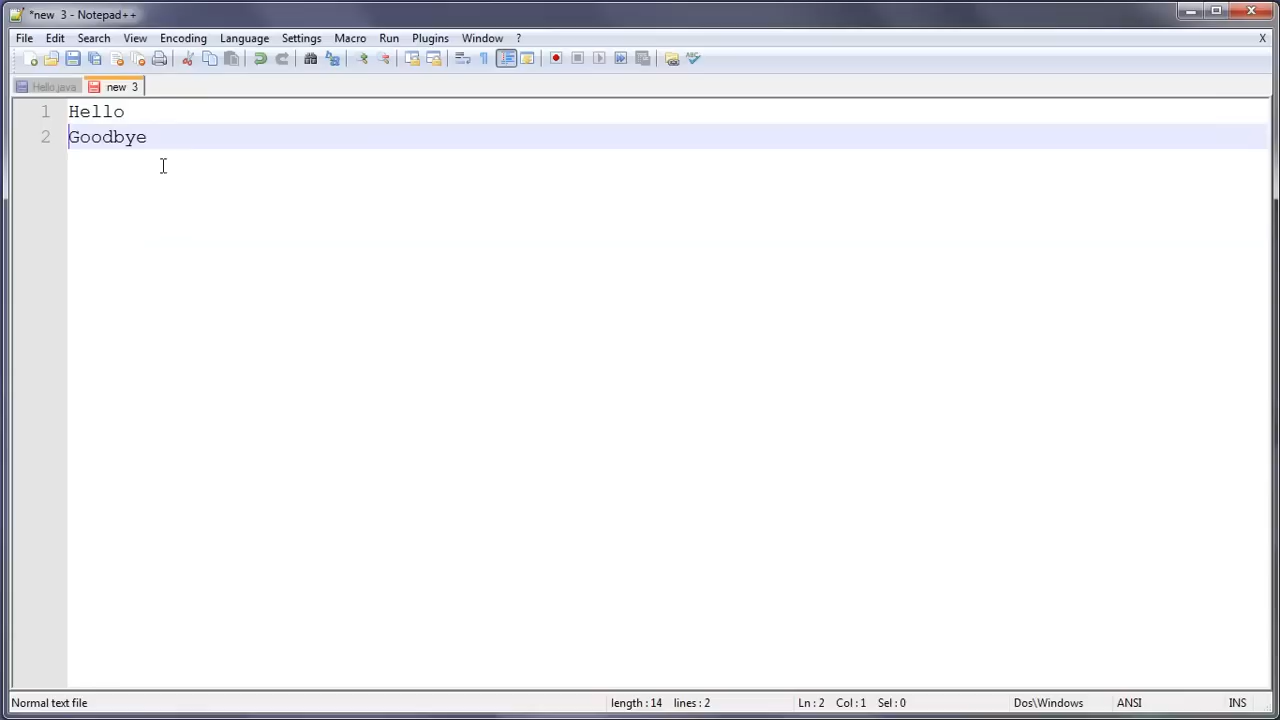 *new  3 - Notepad++
File Edit Search View Encoding Language Settings Macro Run Plugins Window ? X
Hello.java new  3
1 Hello
2 Goodbye
Normal text file length : 14 lines : 2 Ln : 2 Col : 1 Sel : 0 Dos\Windows ANSI INS